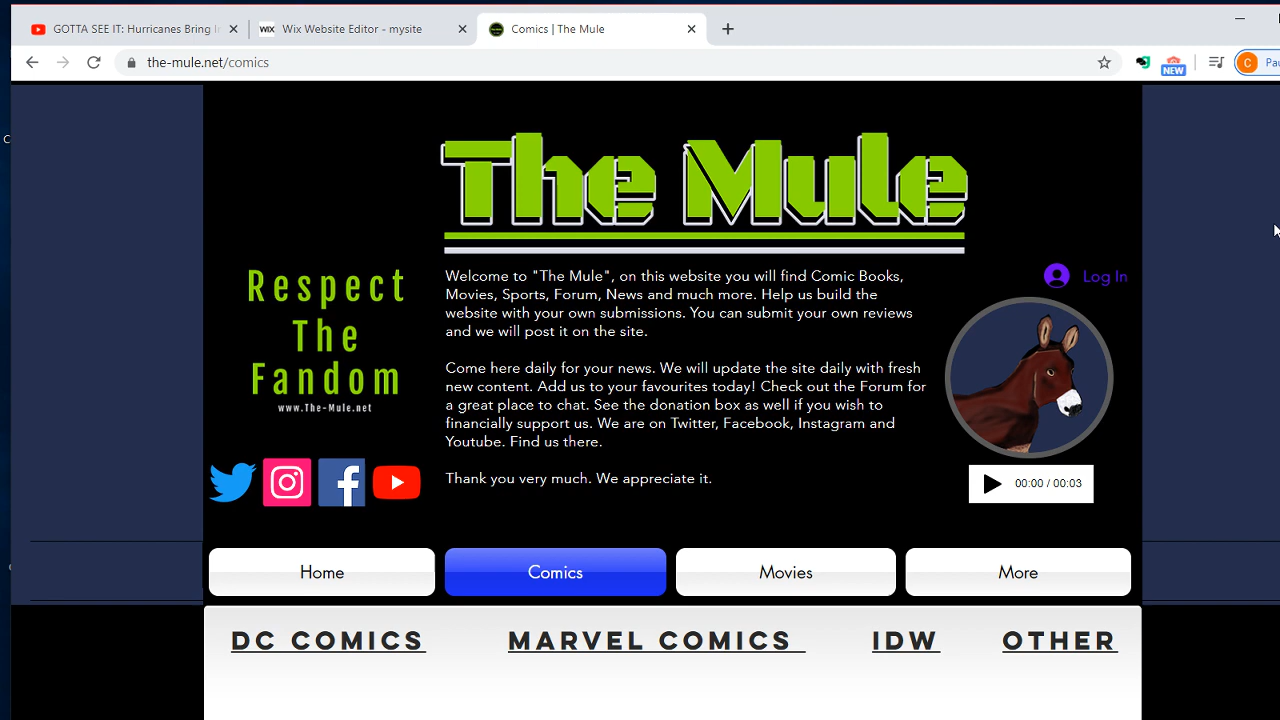 GOTTA SEE IT: Hurricanes Bring I
WIX Wix Website Editor - mysite
Comics | The Mule
the-mule.net/comics
NEW
C Pau
The Mule
Respect
The
Fandom
www.The-Mule.net
Welcome to "The Mule", on this website you will find Comic Books,
Movies, Sports, Forum, News and much more. Help us build the
website with your own submissions. You can submit your own reviews
and we will post it on the site.
Come here daily for your news. We will update the site daily with fresh
new content. Add us to your favourites today! Check out the Forum for
a great place to chat. See the donation box as well if you wish to
financially support us. We are on Twitter, Facebook, Instagram and
Youtube. Find us there.
Thank you very much. We appreciate it.
Log In
00:00 / 00:03
Home
Comics
Movies
More
DC COMICS
MARVEL COMICS
IDW
OTHER